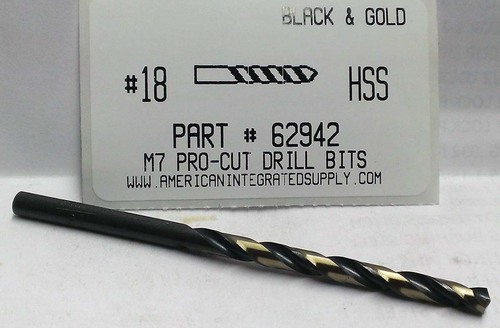 BLACK & GOLD
#18 HSS
PART # 62942
M7 PRO-CUT DRILL BITS
WWW.AMERICANINTEGRATEDSUPPLY.COM